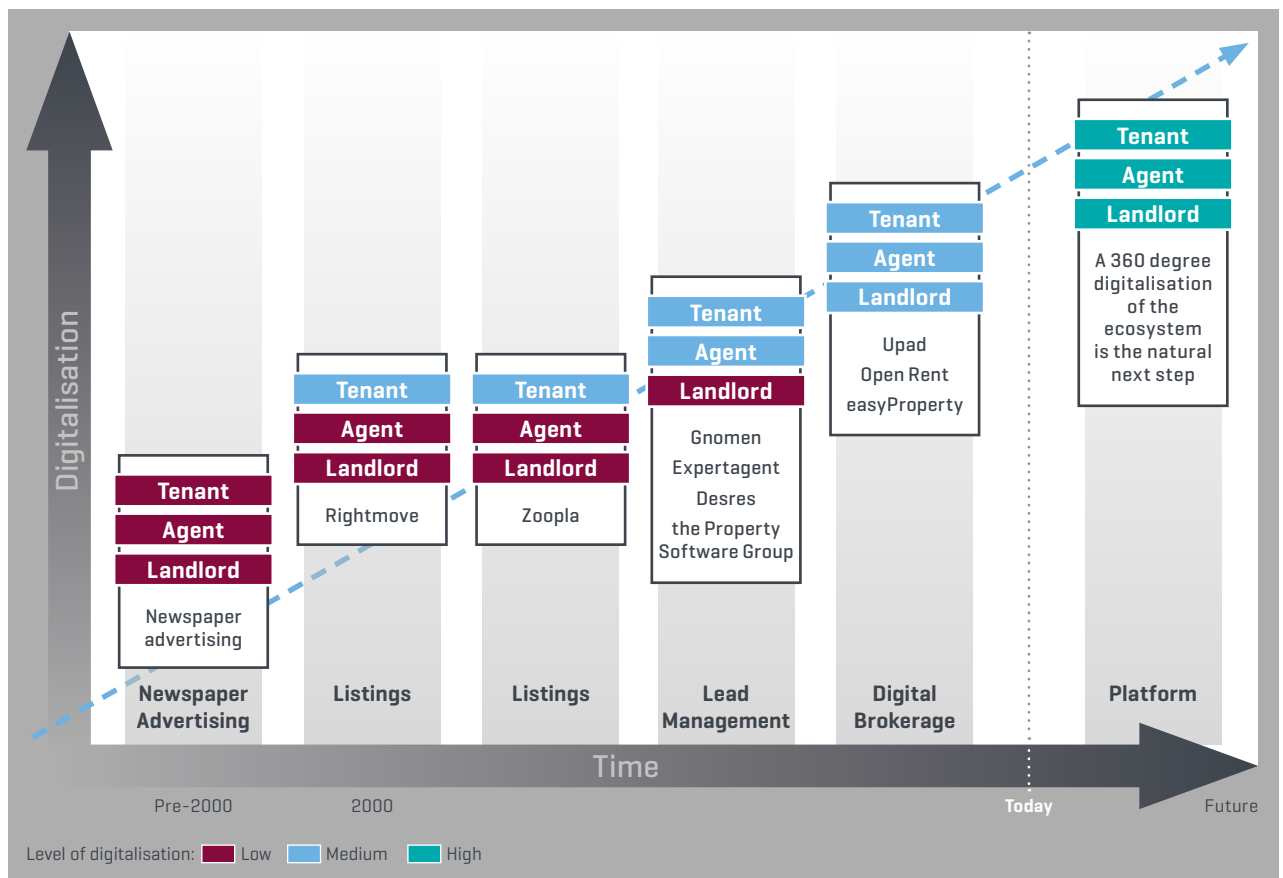 Digitalisation
Tenant
Agent
Landlord
Newspaper
advertising
Newspaper
Advertising
Tenant
Agent
Landlord
Rightmove
Listings
Tenant
Agent
Landlord
Zoopla
Listings
Tenant
Agent
Landlord
Gnomen
Expertagent
Desres
the Property
Software Group
Lead
Management
Tenant
Agent
Landlord
Upad
Open Rent
easyProperty
Digital
Brokerage
Tenant
Agent
Landlord
A 360 degree
digitalisation
of the
ecosystem
is the natural
next step
Platform
Time
Pre-2000
2000
Today
Future
Level of digitalisation: Low Medium High